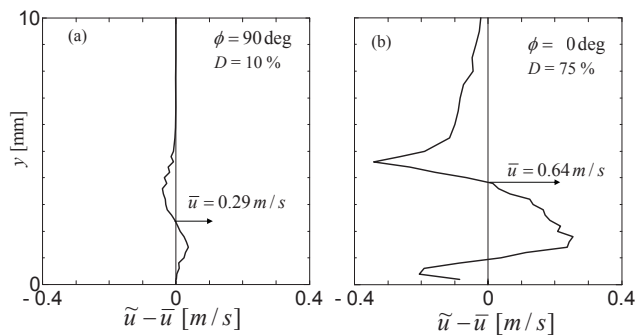 10
(a)
ϕ = 90 deg
D = 10 %
(b)
ϕ = 0 deg
D = 75 %
y [mm]
5
u̅ = 0.29 m / s
u̅ = 0.64 m / s
0
-0.4 0 0.4
-0.4 0 0.4
ũ – u̅ [m/s]
ũ – u̅ [m/s]